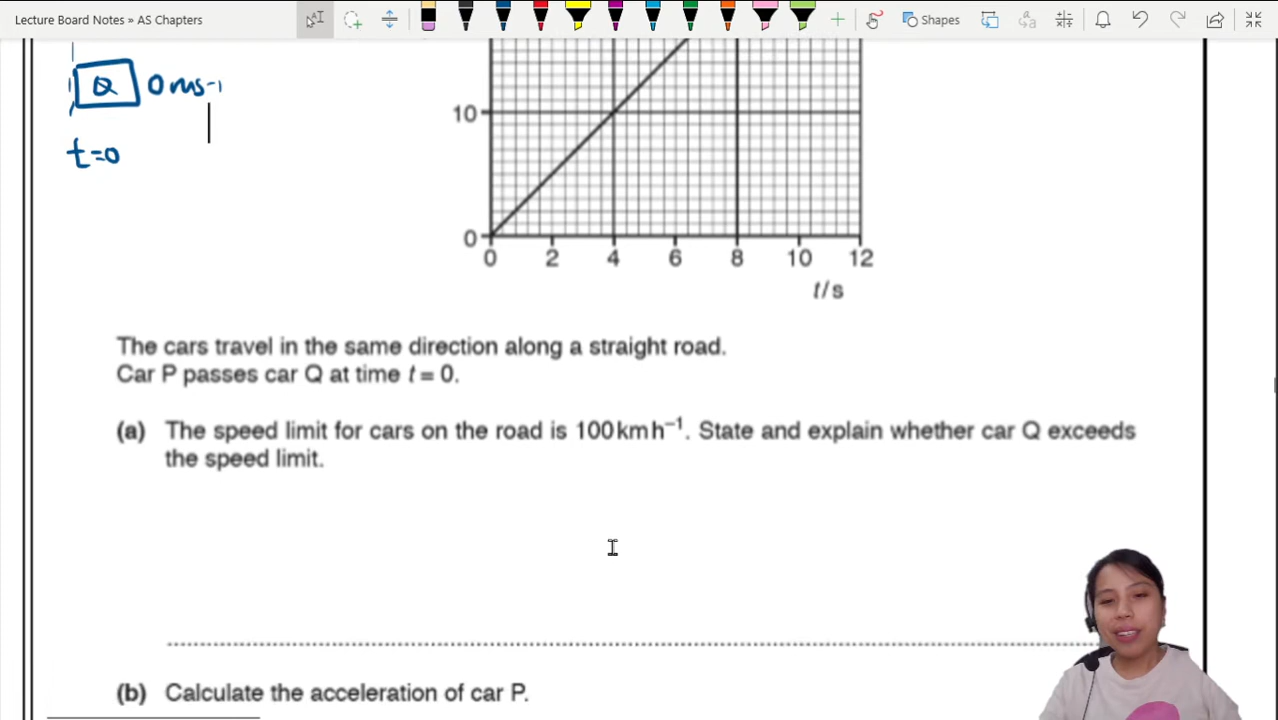 Lecture Board Notes » AS Chapters
Shapes
Q 0 ms-1
t=0
10
0
0 2 4 6 8 10 12
t/s
The cars travel in the same direction along a straight road.
Car P passes car Q at time t = 0.
(a) The speed limit for cars on the road is 100 km h⁻¹. State and explain whether car Q exceeds
the speed limit.
(b) Calculate the acceleration of car P.